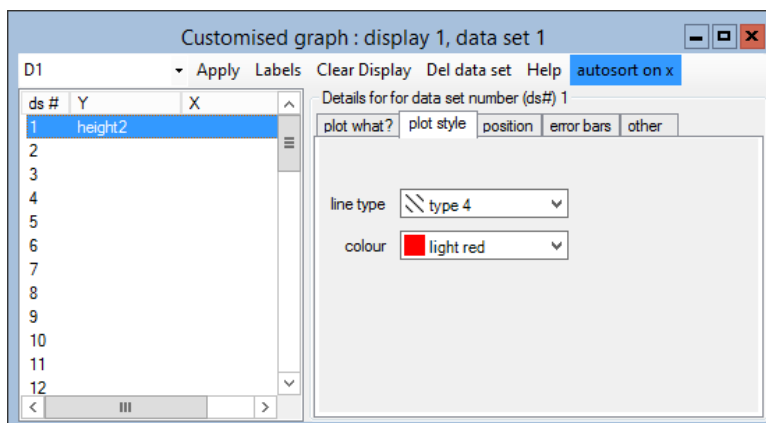 Customised graph : display 1, data set 1
D1 Apply Labels Clear Display Del data set Help autosort on x
ds # Y X
1 height2
2
3
4
5
6
7
8
9
10
11
12
Details for for data set number (ds#) 1
plot what? plot style position error bars other
line type type 4
colour light red